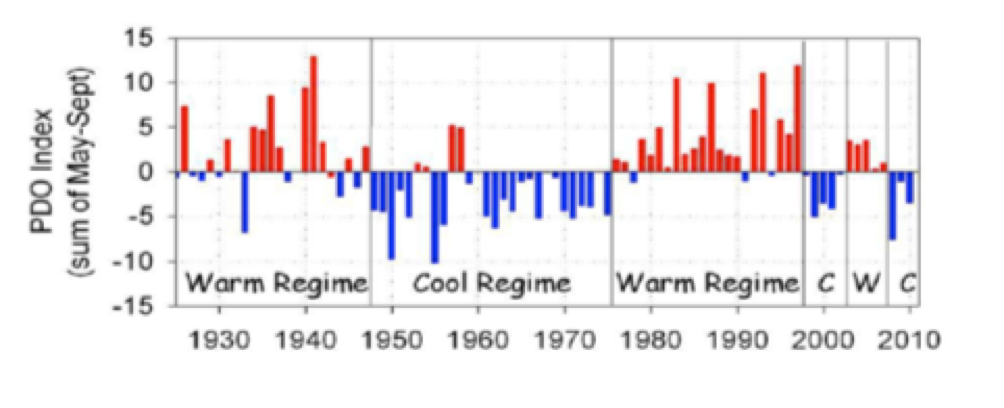 PDO Index
(sum of May-Sept)
15
10
5
0
-5
-10
-15
Warm Regime
Cool Regime
Warm Regime
C
W
C
1930 1940 1950 1960 1970 1980 1990 2000 2010